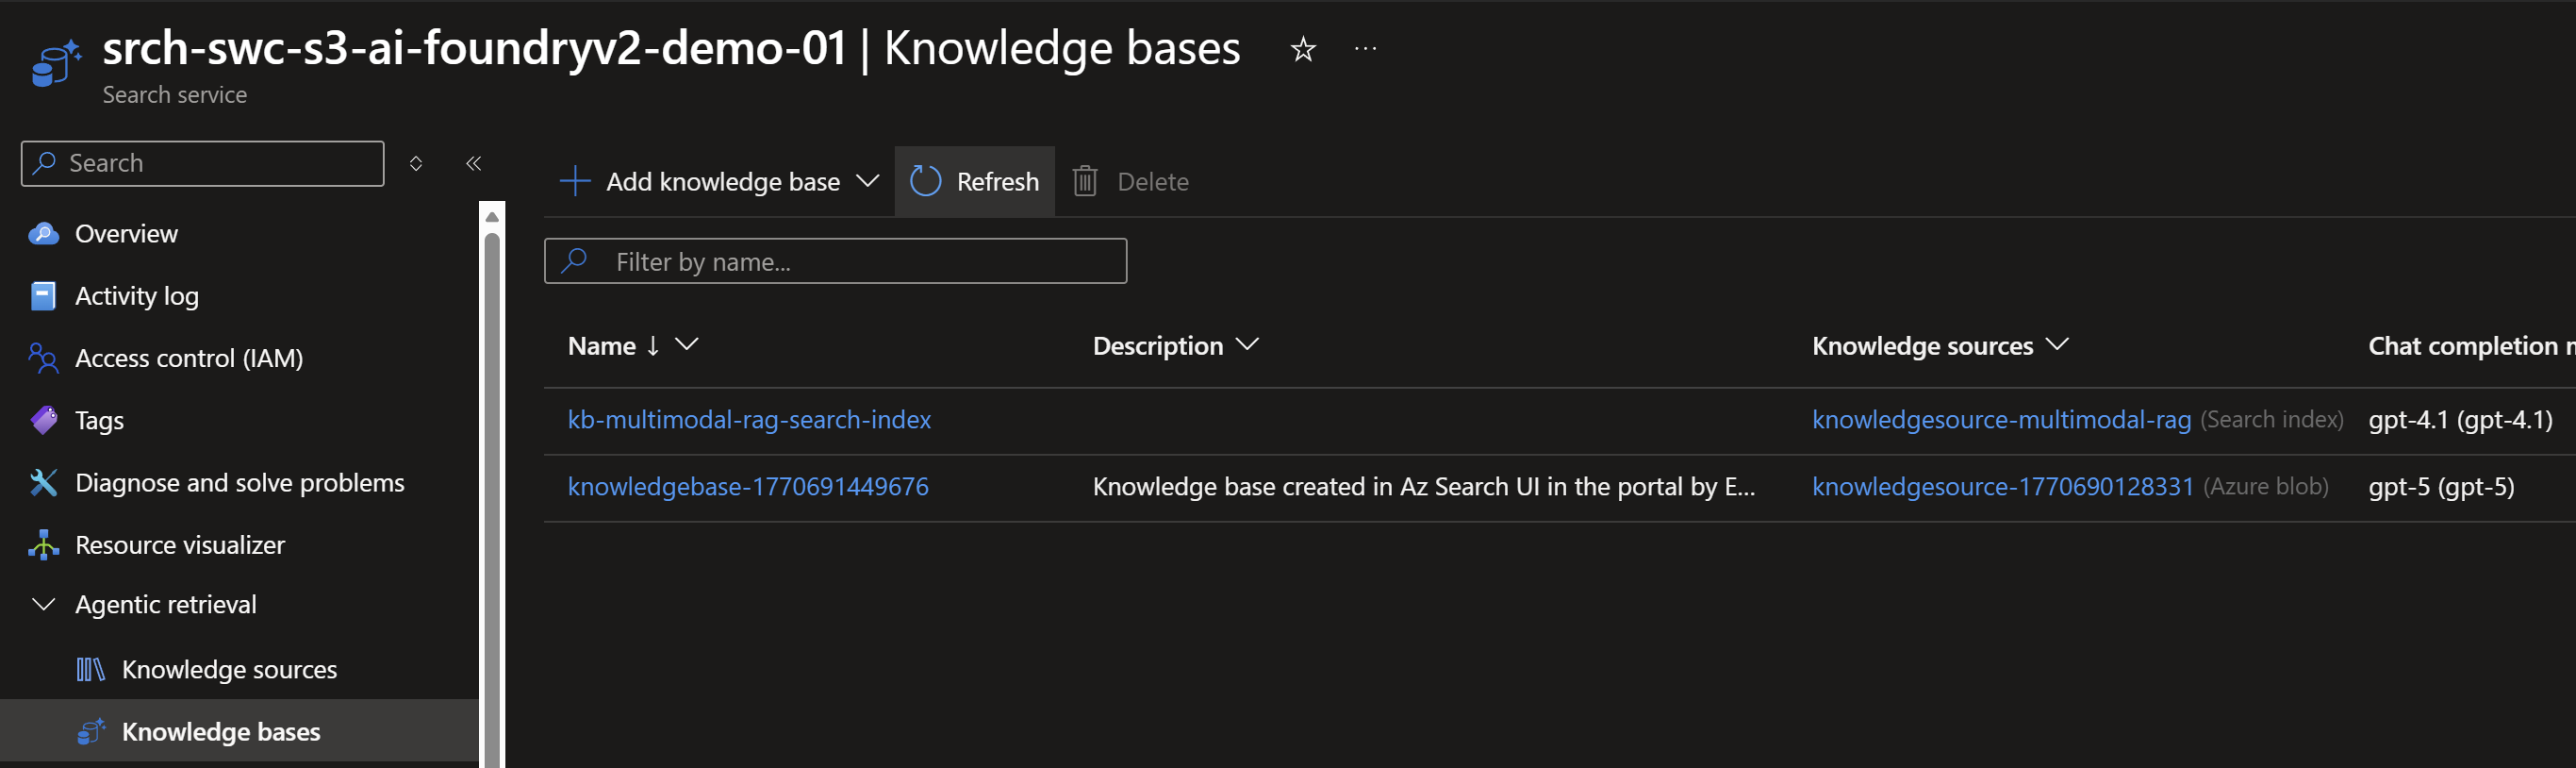 srch-swc-s3-ai-foundryv2-demo-01 | Knowledge bases
Search service
Search
Add knowledge base
Refresh
Delete
Overview
Activity log
Access control (IAM)
Tags
Diagnose and solve problems
Resource visualizer
Agentic retrieval
Knowledge sources
Knowledge bases
Filter by name...
Name ↓ Description Knowledge sources Chat completion m
kb-multimodal-rag-search-index knowledgesource-multimodal-rag (Search index) gpt-4.1 (gpt-4.1)
knowledgebase-1770691449676 Knowledge base created in Az Search UI in the portal by E... knowledgesource-1770690128331 (Azure blob) gpt-5 (gpt-5)